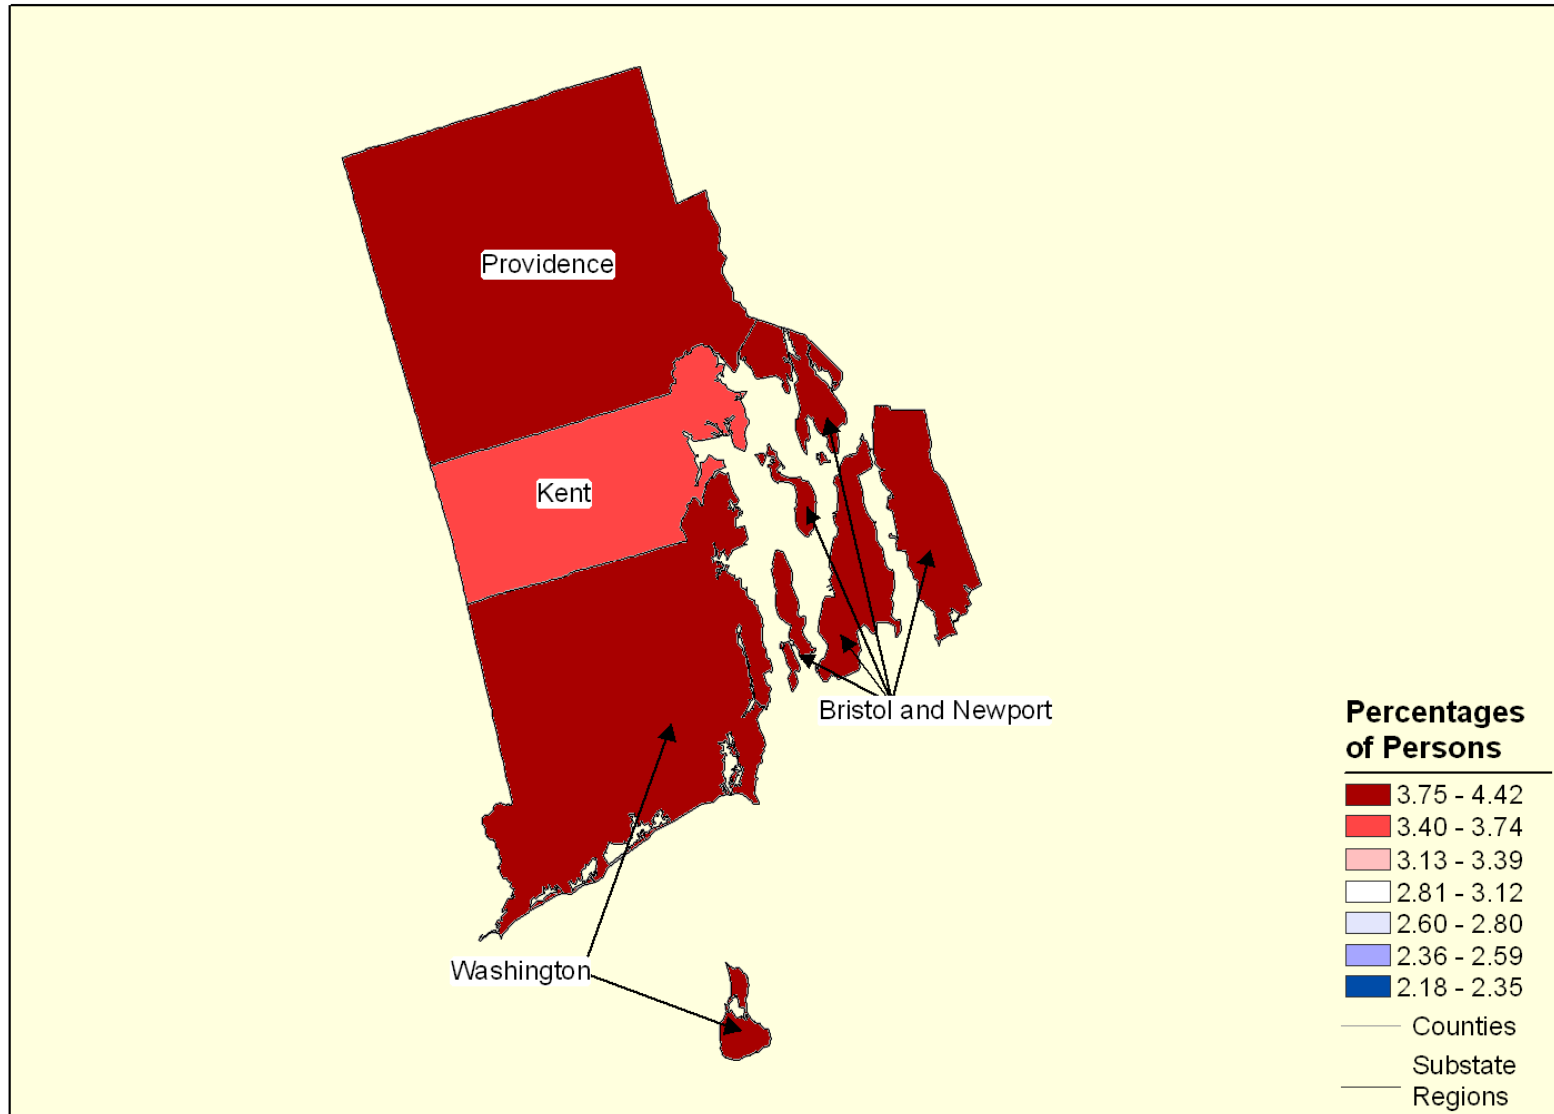 Providence
Kent
Bristol and Newport
Washington
Percentages
of Persons
3.75 - 4.42
3.40 - 3.74
3.13 - 3.39
2.81 - 3.12
2.60 - 2.80
2.36 - 2.59
2.18 - 2.35
Counties
Substate
Regions